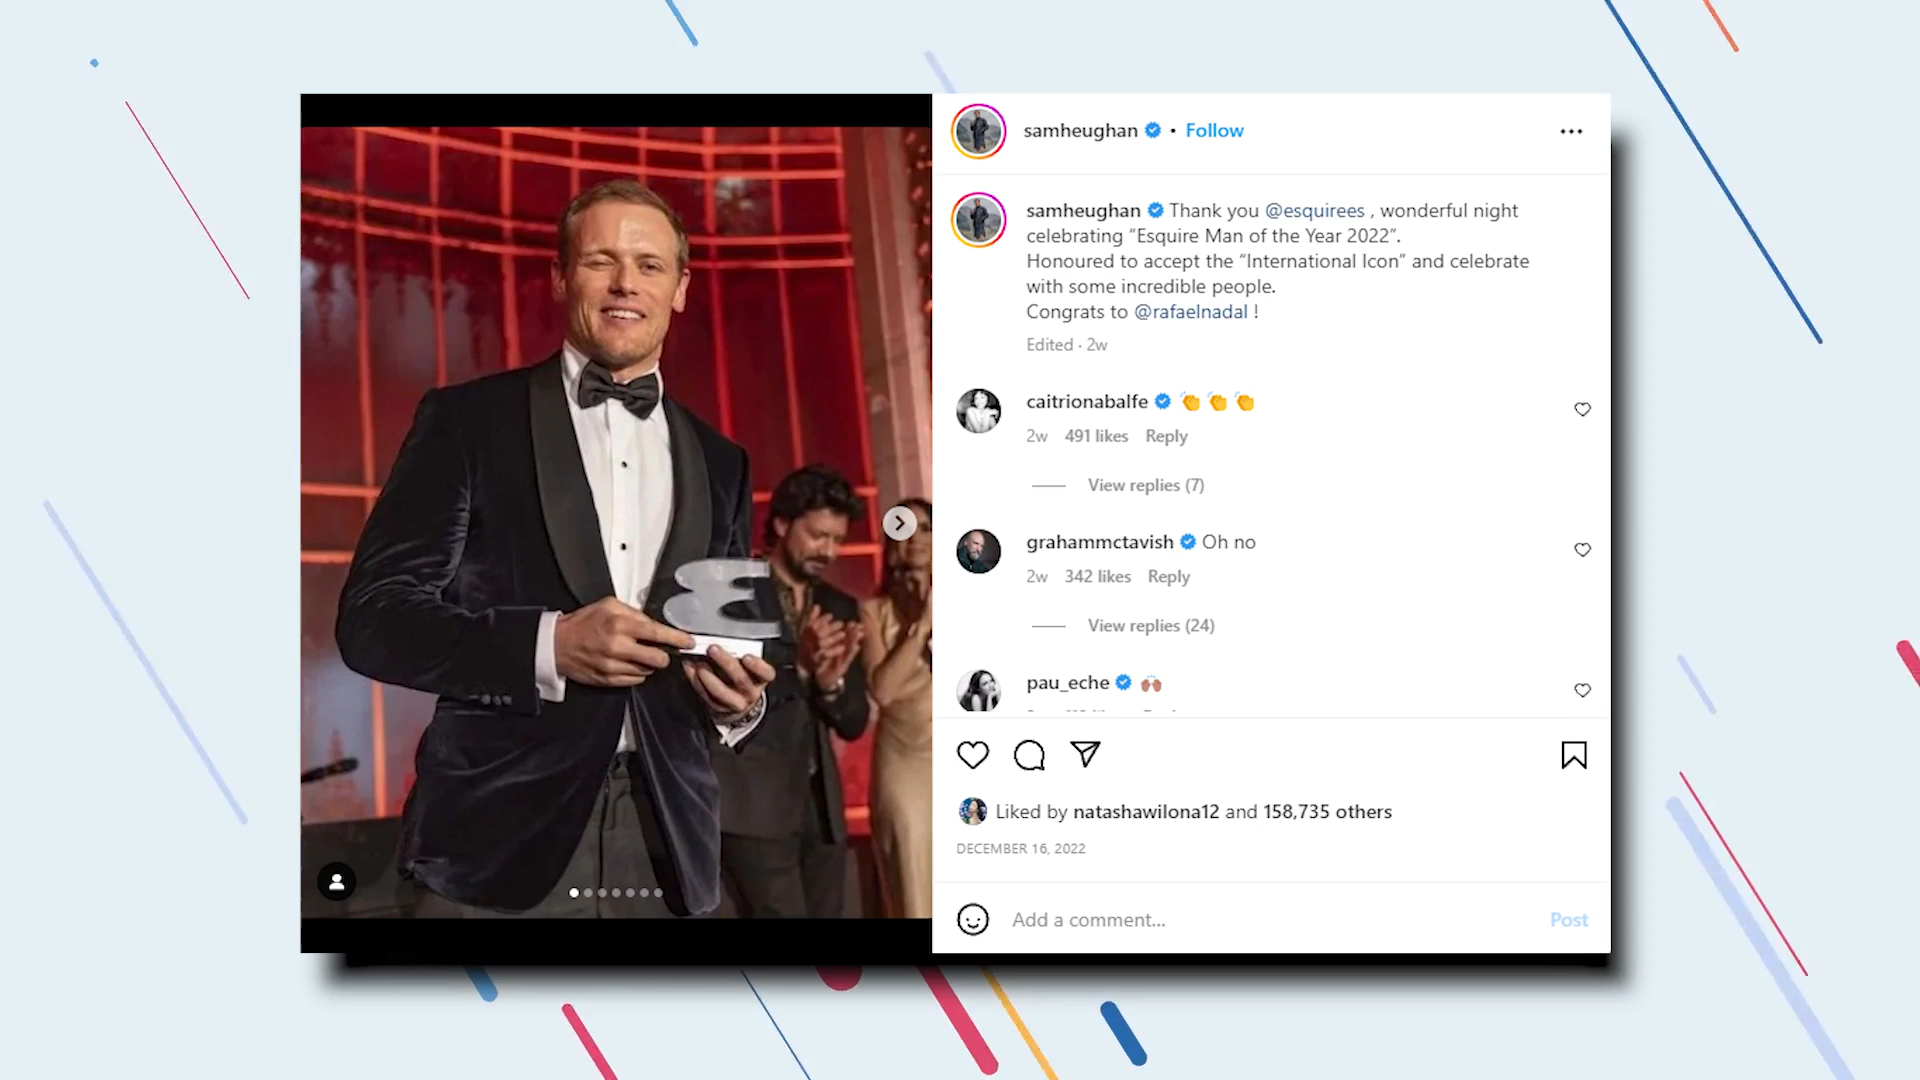 samheughan • Follow
samheughan Thank you @esquirees , wonderful night
celebrating “Esquire Man of the Year 2022”.
Honoured to accept the “International Icon” and celebrate
with some incredible people.
Congrats to @rafaelnadal !
Edited · 2w
caitrionabalfe 👏👏👏
2w 491 likes Reply
View replies (7)
grahammctavish Oh no
2w 342 likes Reply
View replies (24)
pau_eche 🙌🏽
Liked by natashawilona12 and 158,735 others
DECEMBER 16, 2022
Add a comment...
Post